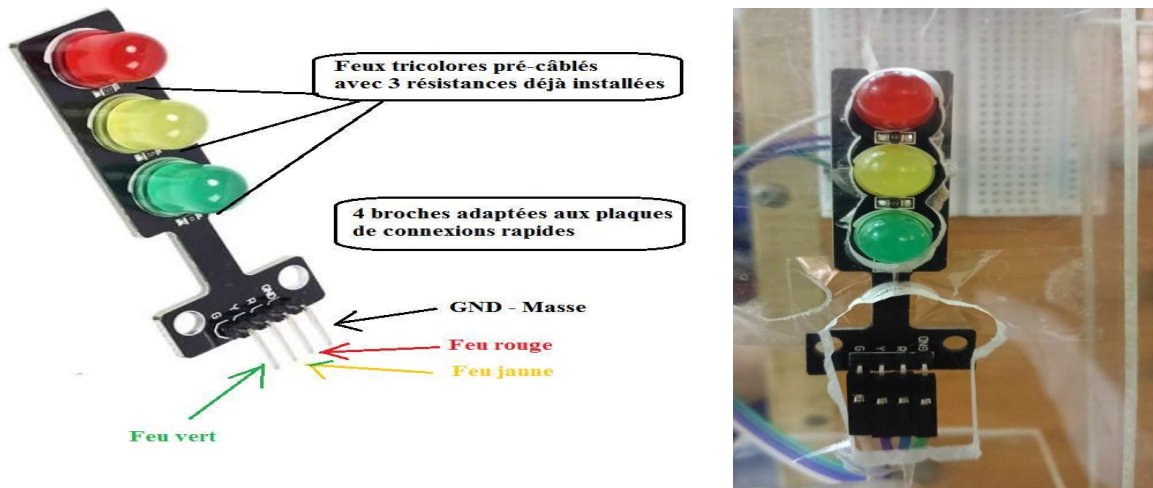 Feux tricolores pré-câblés
avec 3 résistances déjà installées
4 broches adaptées aux plaques
de connexions rapides
GND - Masse
Feu rouge
Feu jaune
Feu vert
G Y R GND
G Y R GND